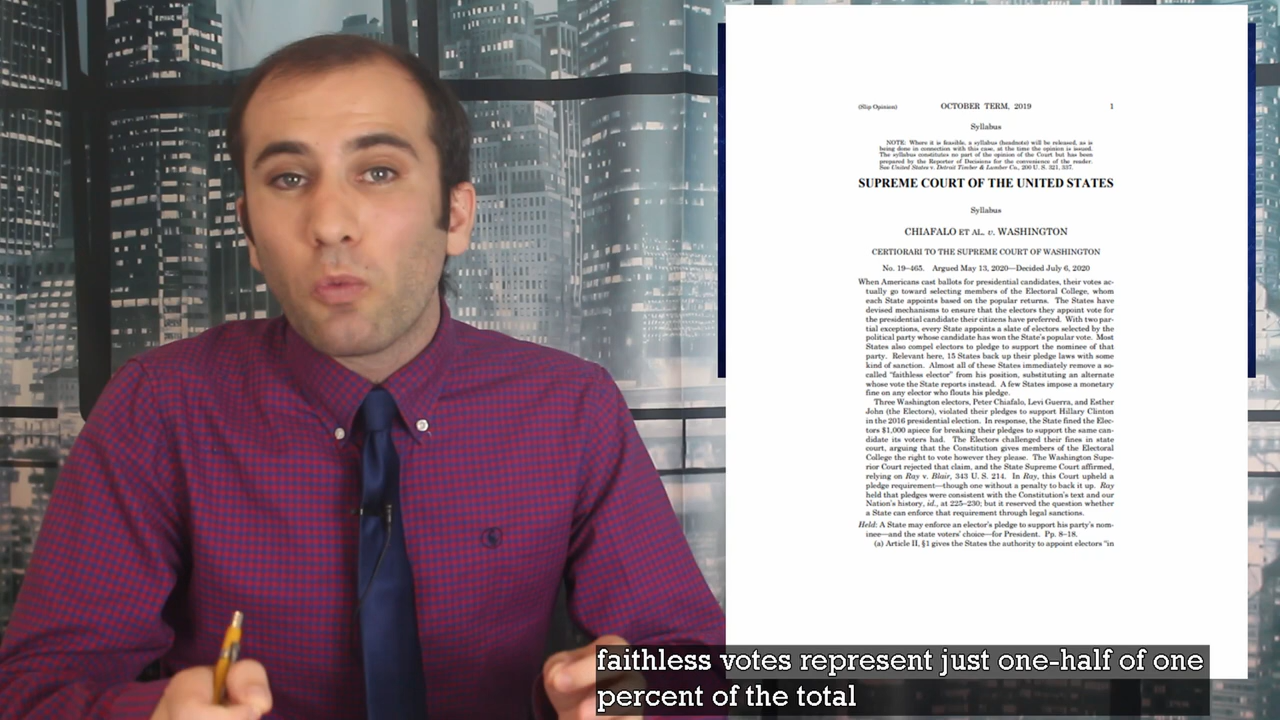 (Slip Opinion) OCTOBER TERM, 2019 1
Syllabus
NOTE: Where it is feasible, a syllabus (headnote) will be released, as is
being done in connection with this case, at the time the opinion is issued.
The syllabus constitutes no part of the opinion of the Court but has been
prepared by the Reporter of Decisions for the convenience of the reader.
See United States v. Detroit Timber & Lumber Co., 200 U. S. 321, 337.
SUPREME COURT OF THE UNITED STATES
Syllabus
CHIAFALO ET AL. v. WASHINGTON
CERTIORARI TO THE SUPREME COURT OF WASHINGTON
No. 19–465. Argued May 13, 2020—Decided July 6, 2020
When Americans cast ballots for presidential candidates, their votes ac-
tually go toward selecting members of the Electoral College, whom
each State appoints based on the popular returns. The States have
devised mechanisms to ensure that the electors they appoint vote for
the presidential candidate their citizens have preferred. With two par-
tial exceptions, every State appoints a slate of electors selected by the
political party whose candidate has won the State's popular vote. Most
States also compel electors to pledge to support the nominee of that
party. Relevant here, 15 States back up their pledge laws with some
kind of sanction. Almost all of these States immediately remove a so-
called "faithless elector" from his position, substituting an alternate
whose vote the State reports instead. A few States impose a monetary
fine on any elector who flouts his pledge.
Three Washington electors, Peter Chiafalo, Levi Guerra, and Esther
John (the Electors), violated their pledges to support Hillary Clinton
in the 2016 presidential election. In response, the State fined the Elec-
tors $1,000 apiece for breaking their pledges to support the same can-
didate its voters had. The Electors challenged their fines in state
court, arguing that the Constitution gives members of the Electoral
College the right to vote however they please. The Washington Supe-
rior Court rejected that claim, and the State Supreme Court affirmed,
relying on Ray v. Blair, 343 U. S. 214. In Ray, this Court upheld a
pledge requirement—though one without a penalty to back it up. Ray
held that pledges were consistent with the Constitution's text and our
Nation's history, id., at 225–230; but it reserved the question whether
a State can enforce that requirement through legal sanctions.
Held: A State may enforce an elector's pledge to support his party's nom-
inee—and the state voters' choice—for President. Pp. 8–18.
(a) Article II, §1 gives the States the authority to appoint electors "in
faithless votes represent just one-half of one
percent of the total